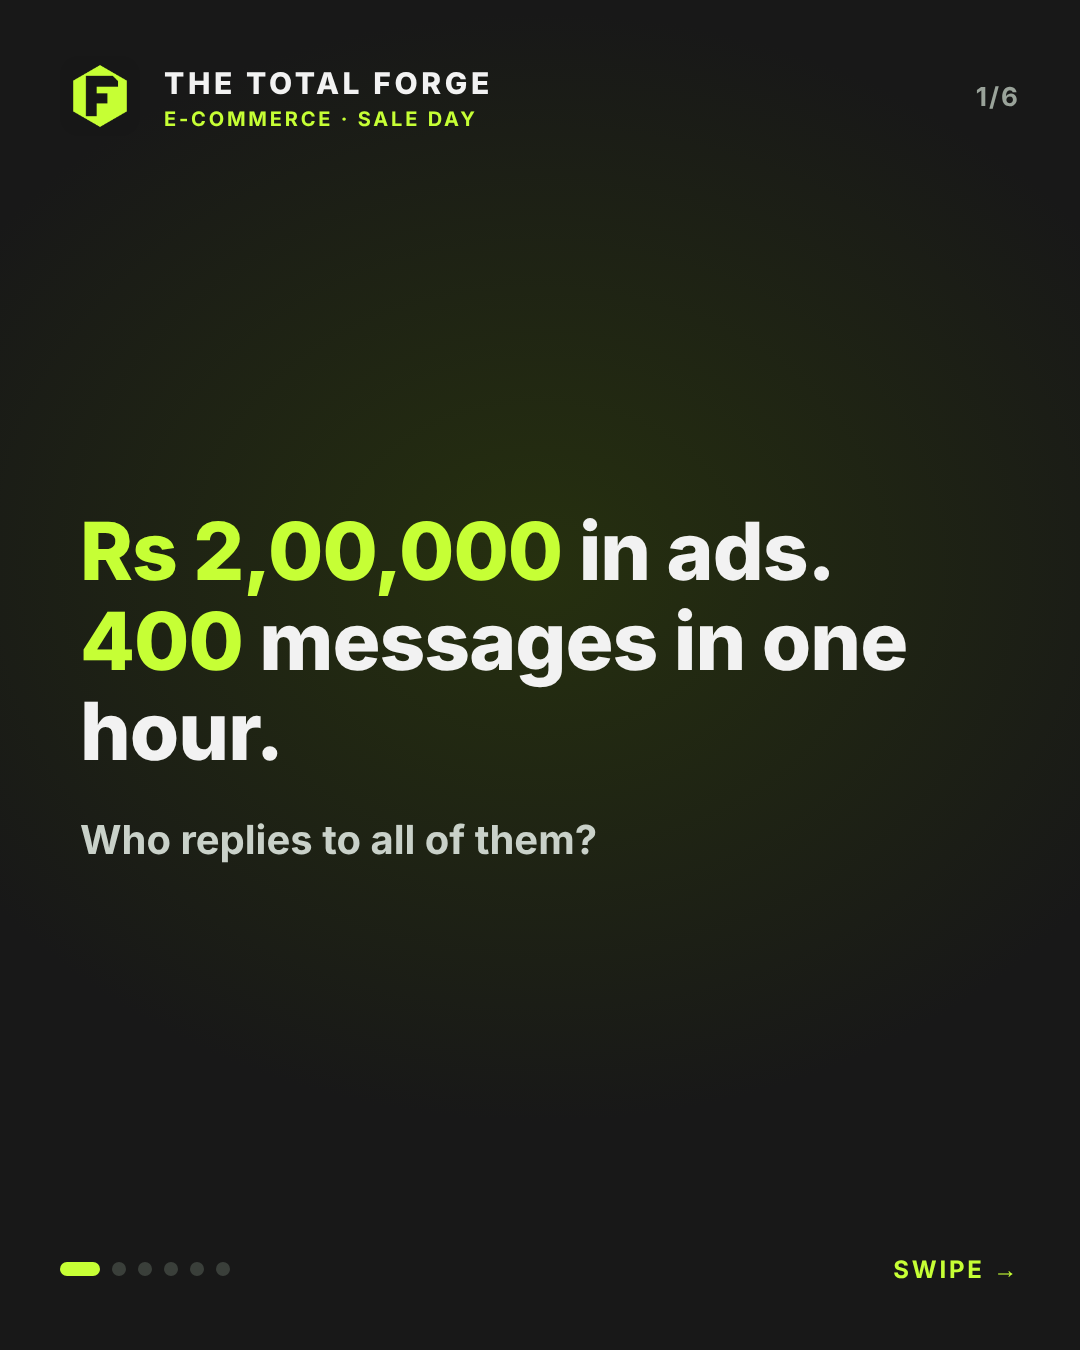 THE TOTAL FORGE
E-COMMERCE · SALE DAY
1/6
Rs 2,00,000 in ads.
400 messages in one
hour.
Who replies to all of them?
SWIPE →